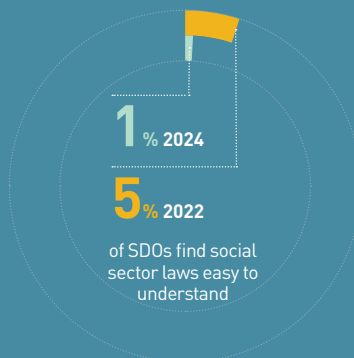 1% 2024
5% 2022
of SDOs find social
sector laws easy to
understand